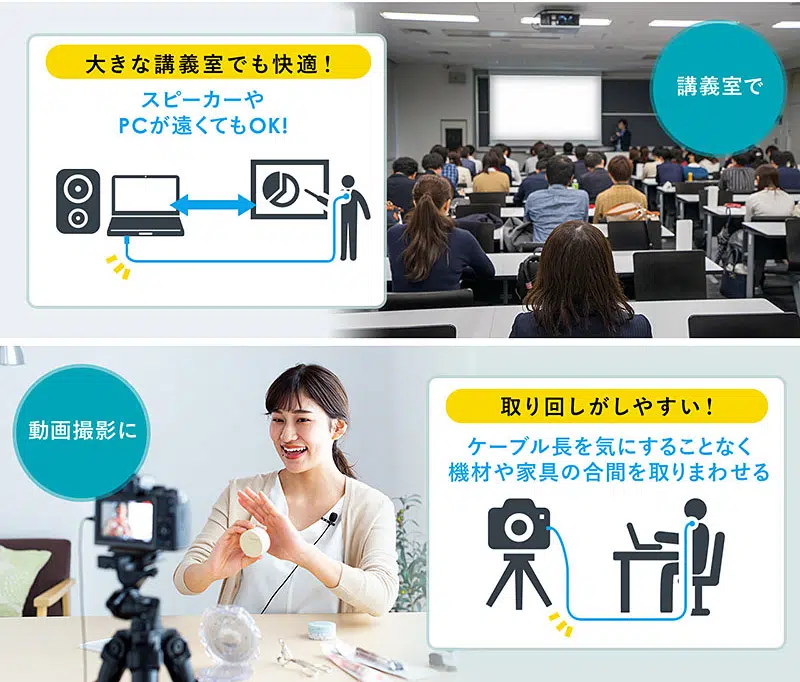 大きな講義室でも快適！
スピーカーや
PCが遠くてもOK!
講義室で
動画撮影に
取り回しがしやすい！
ケーブル長を気にすることなく
機材や家具の合間を取りまわせる